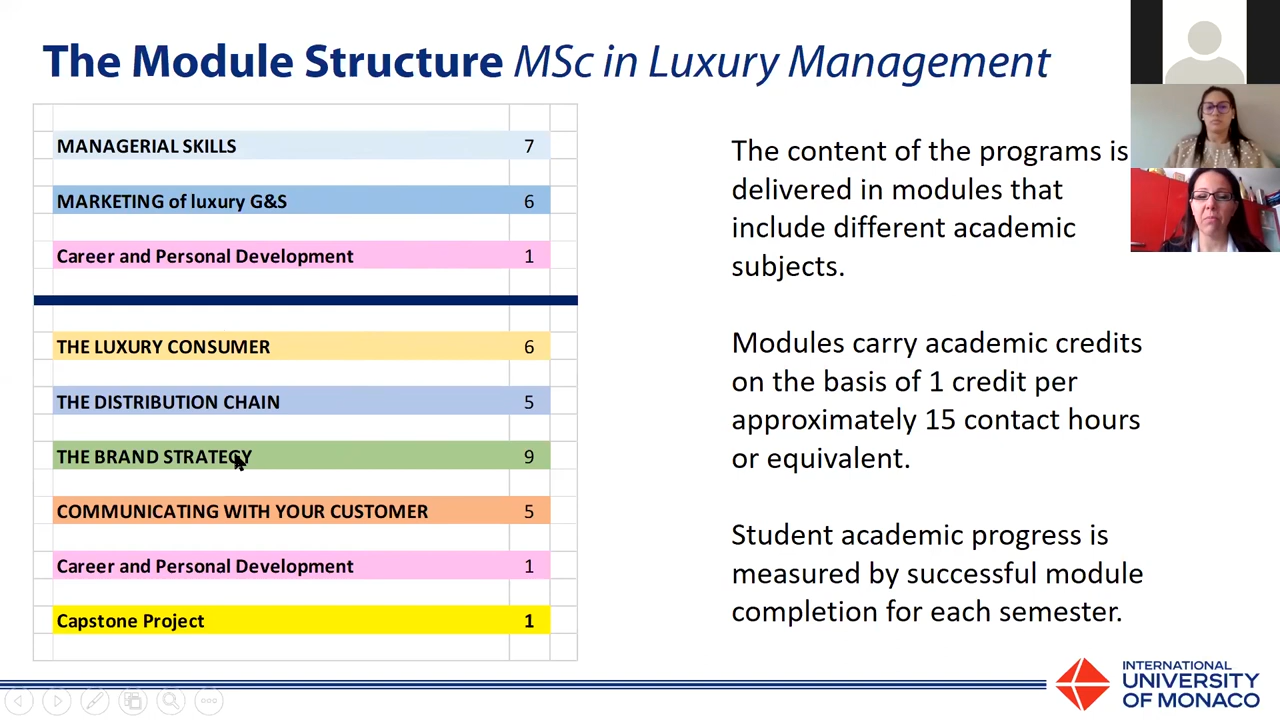 The Module Structure MSc in Luxury Management
MANAGERIAL SKILLS 7
MARKETING of luxury G&S 6
Career and Personal Development 1
THE LUXURY CONSUMER 6
THE DISTRIBUTION CHAIN 5
THE BRAND STRATEGY 9
COMMUNICATING WITH YOUR CUSTOMER 5
Career and Personal Development 1
Capstone Project 1
The content of the programs is
delivered in modules that
include different academic
subjects.
Modules carry academic credits
on the basis of 1 credit per
approximately 15 contact hours
or equivalent.
Student academic progress is
measured by successful module
completion for each semester.
INTERNATIONAL
UNIVERSITY
OF MONACO